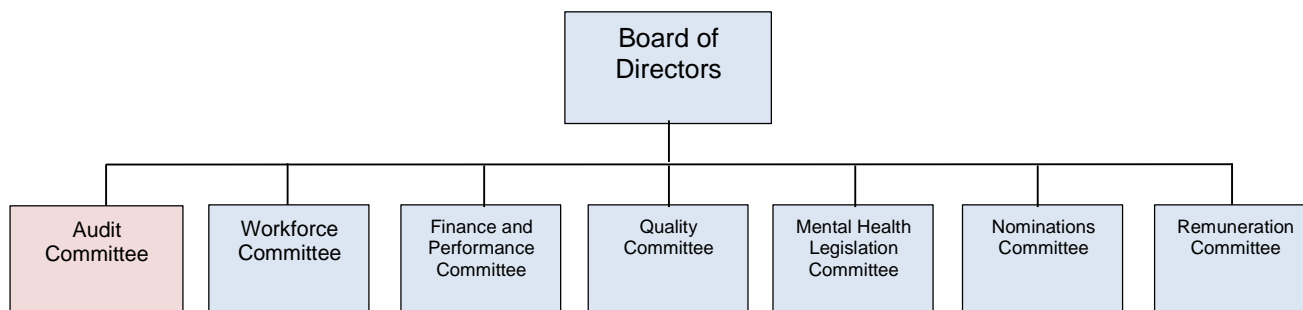 Board of
Directors
Audit
Committee
Workforce
Committee
Finance and
Performance
Committee
Quality
Committee
Mental Health
Legislation
Committee
Nominations
Committee
Remuneration
Committee